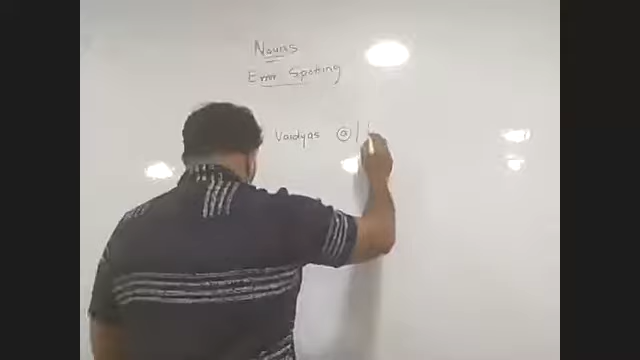 Nouns
Error Spotting
Vaidyas ⓐ |